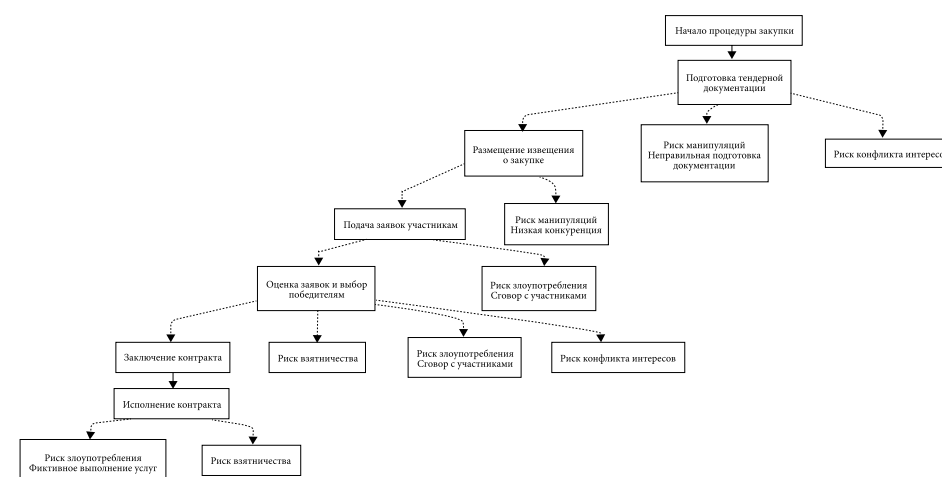 Начало процедуры закупки
Подготовка тендерной
документации
Размещение извещения
о закупке
Риск манипуляций
Неправильная подготовка
документации
Риск конфликта интересо
Подача заявок участникам
Риск манипуляций
Низкая конкуренция
Оценка заявок и выбор
победителям
Риск злоупотребления
Сговор с участниками
Заключение контракта
Риск взятничества
Риск злоупотребления
Сговор с участниками
Риск конфликта интересов
Исполнение контракта
Риск злоупотребления
Фиктивное выполнение услуг
Риск взятничества